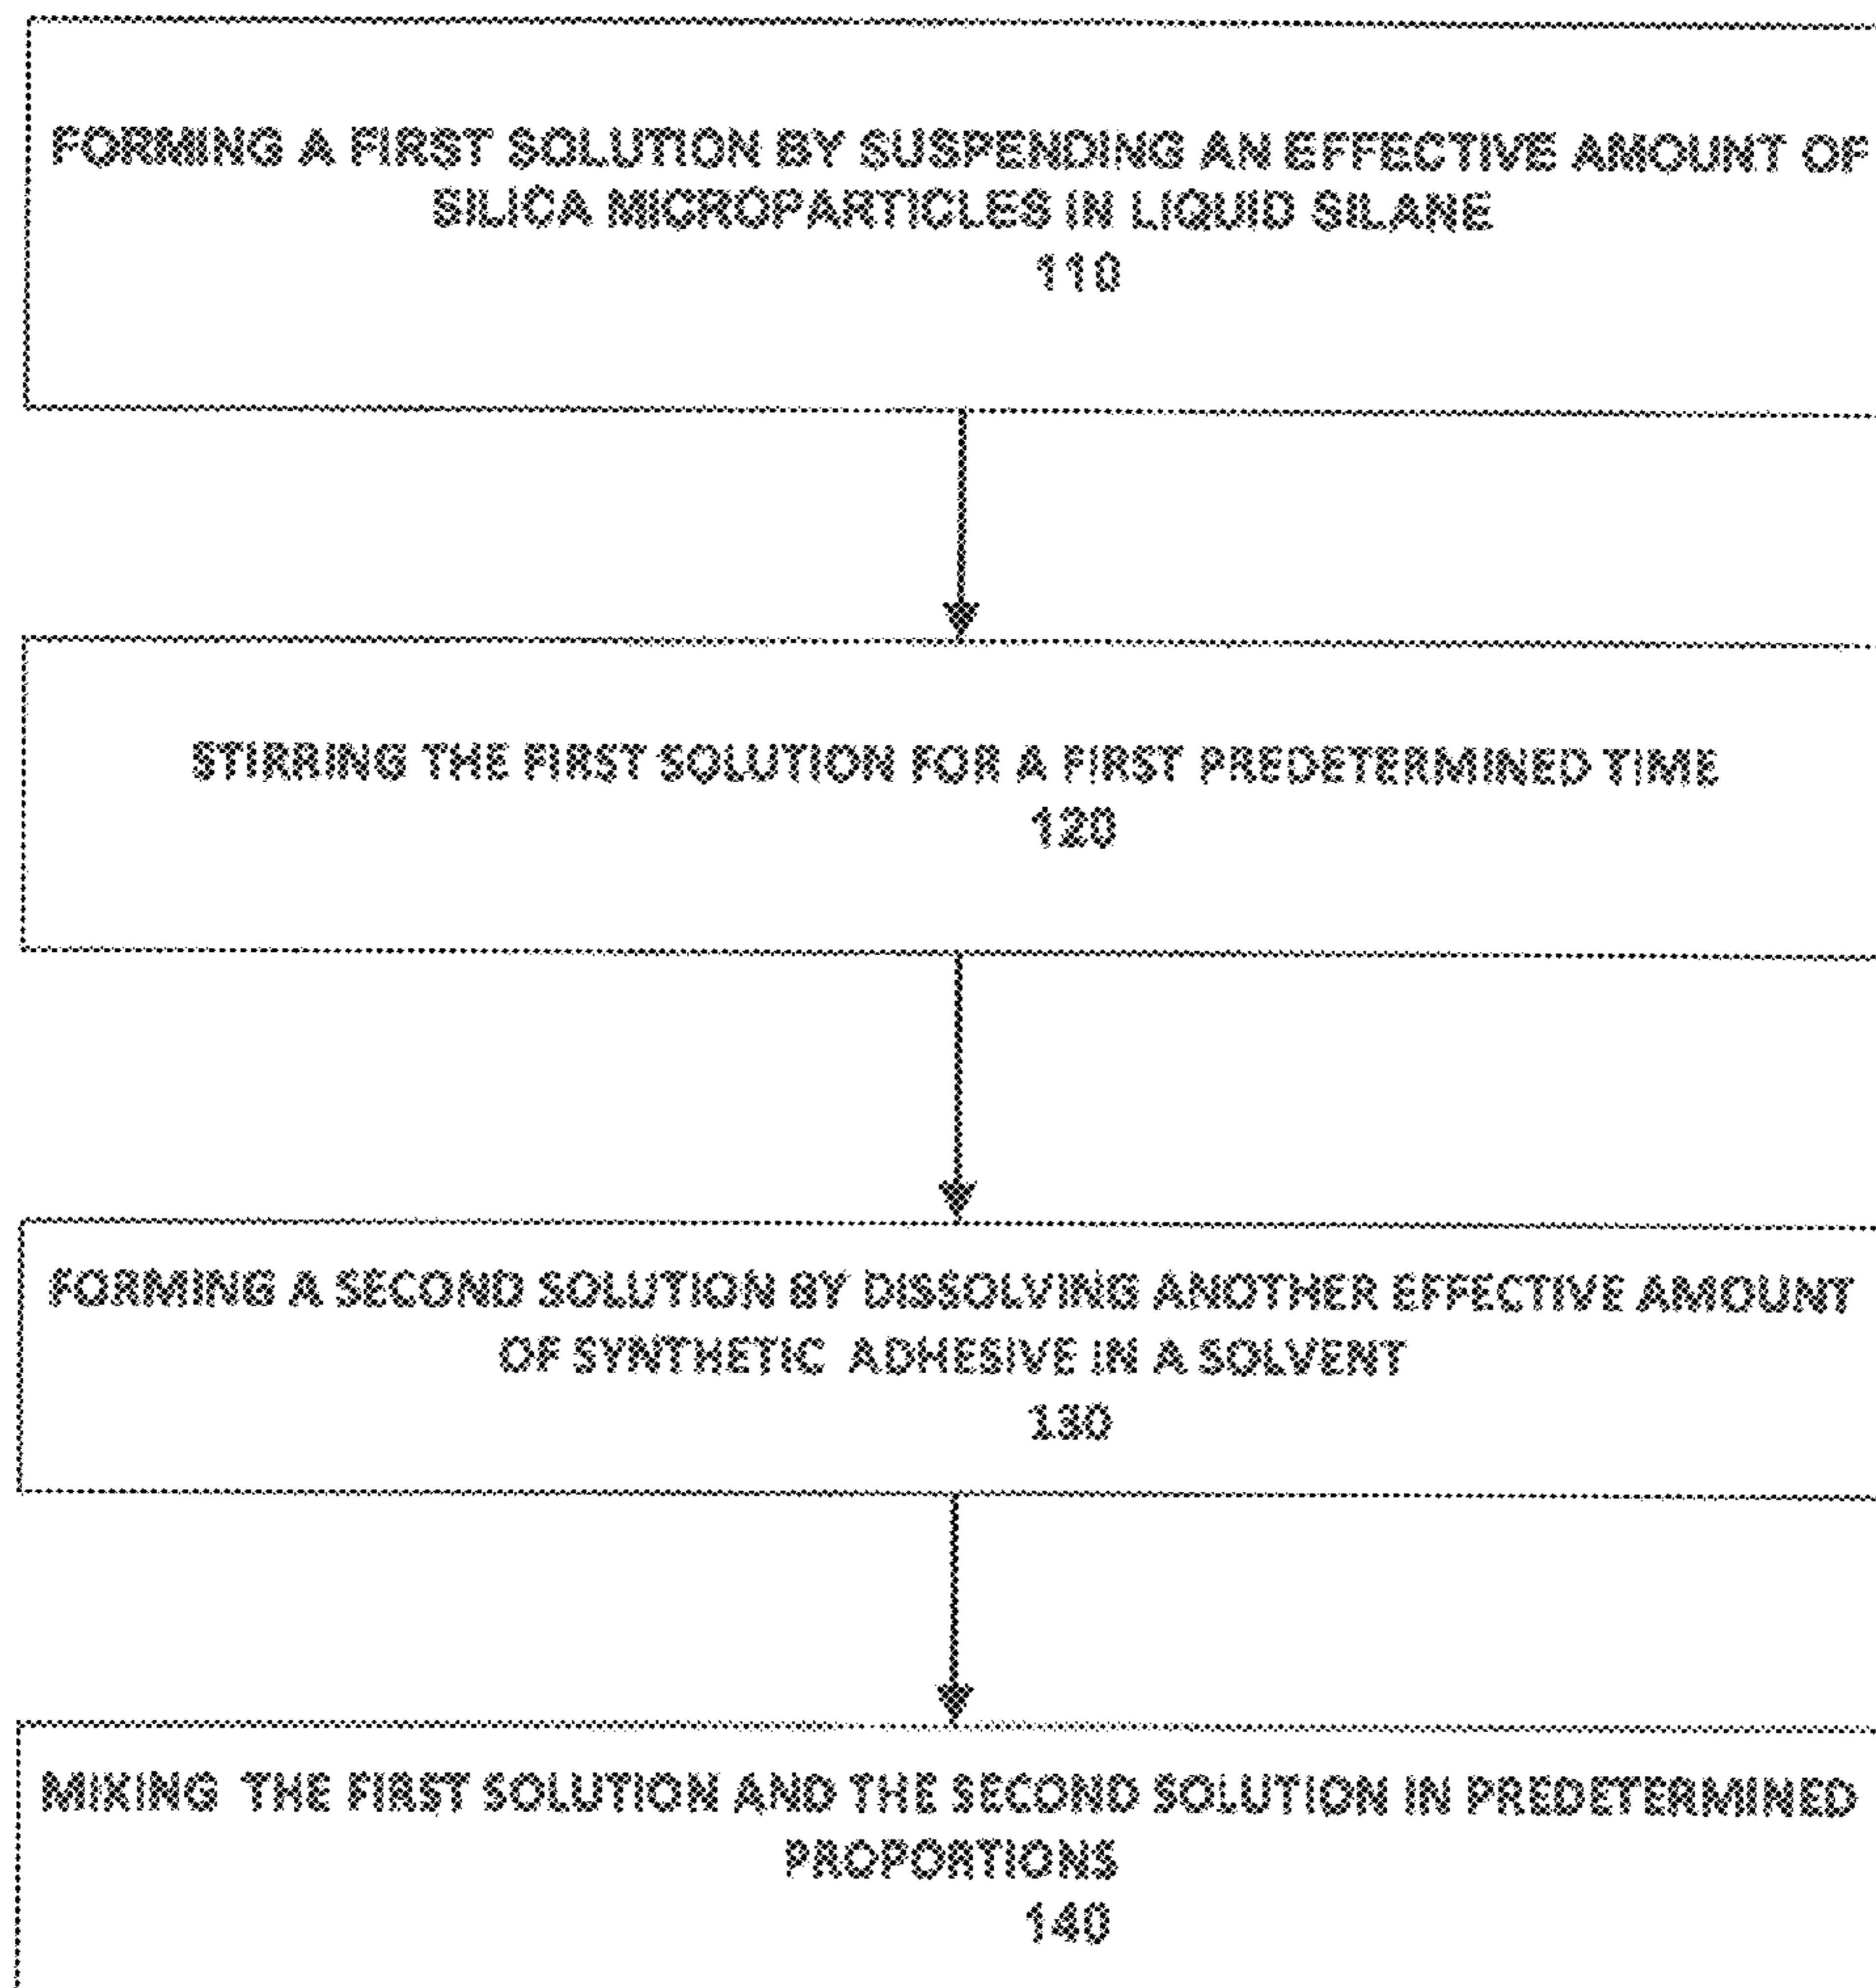 FORMING A FIRST SOLUTION BY SUSPENDING AN EFFECTIVE AMOUNT OF
SILICA MICROPARTICLES IN LIQUID SILANE
110
STIRRING THE FIRST SOLUTION FOR A FIRST PREDETERMINED TIME
120
FORMING A SECOND SOLUTION BY DISSOLVING ANOTHER EFFECTIVE AMOUNT
OF SYNTHETIC ADHESIVE IN A SOLVENT
130
MIXING THE FIRST SOLUTION AND THE SECOND SOLUTION IN PREDETERMINED
PROPORTIONS
140